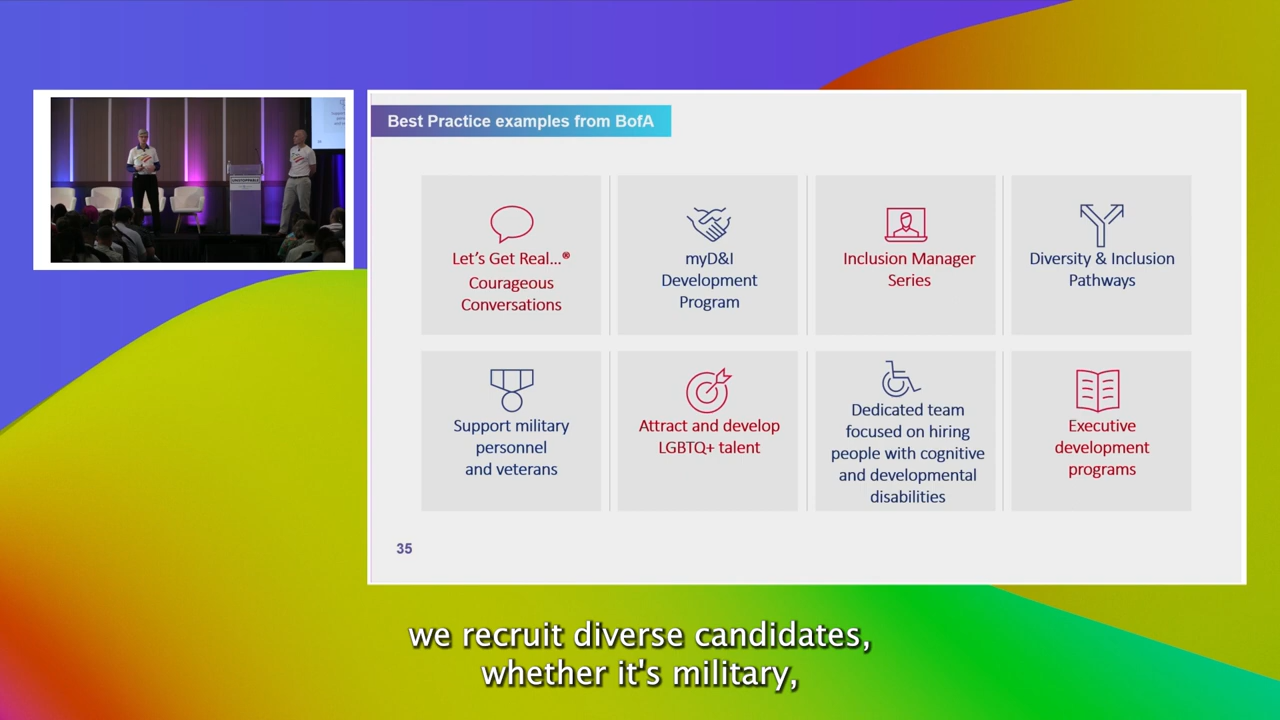 Best Practice examples from BofA
Let's Get Real...®
Courageous
Conversations
myD&I
Development
Program
Inclusion Manager
Series
Diversity & Inclusion
Pathways
Support military
personnel
and veterans
Attract and develop
LGBTQ+ talent
Dedicated team
focused on hiring
people with cognitive
and developmental
disabilities
Executive
development
programs
35
we recruit diverse candidates,
whether it's military,